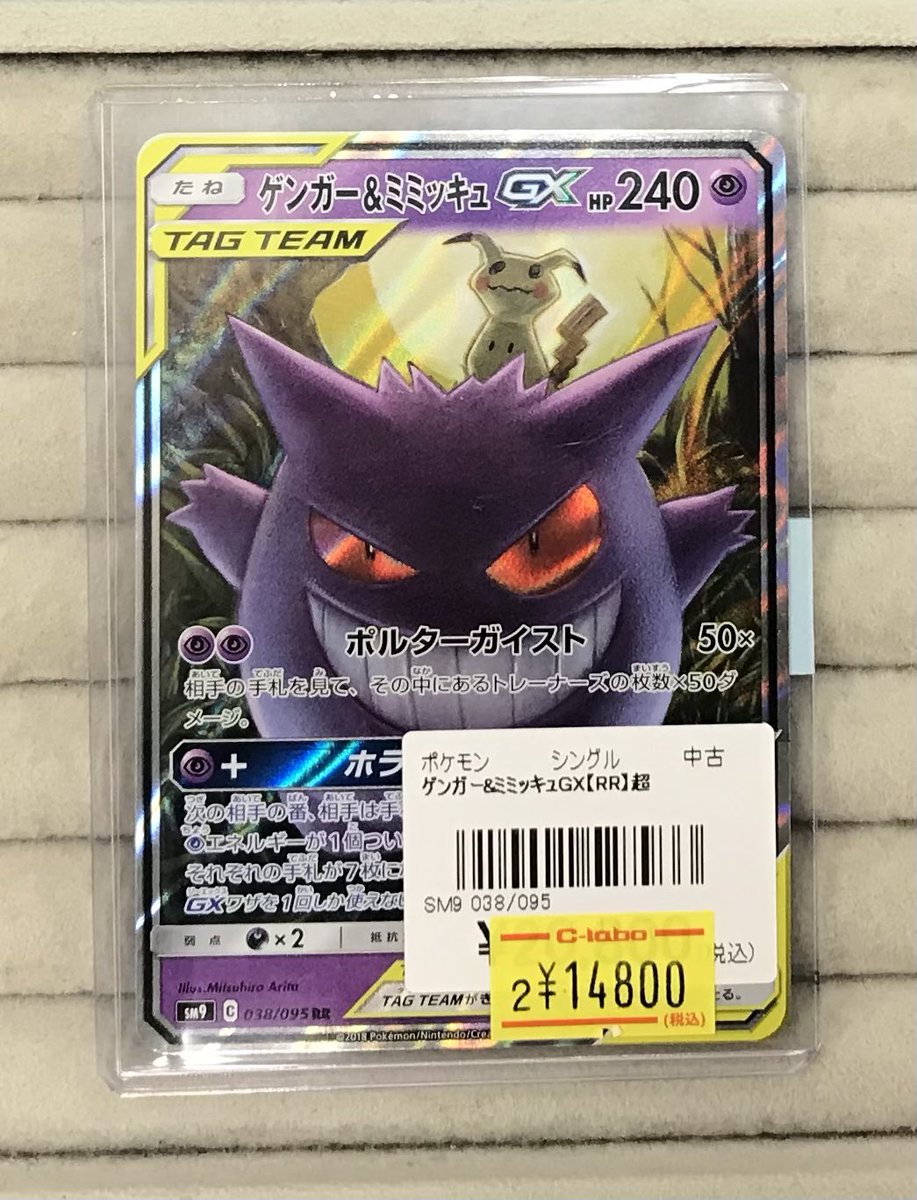 たね ゲンガー&ミミッキュGX HP240
TAG TEAM
ポルターガイスト 50×
相手の手札を見て、その中にあるトレーナーズの枚数×50ダ
メージ。
+ ホラ
次の相手の番、相手は手
エネルギーが1個つい
それぞれの手札が7枚に
GXワザを1回しか使えな
弱点 ×2 抵抗
Illus.Mitsuhiro Arita
SM9 C 038/095 RR
TAG TEAMがき
©2018 Pokémon/Nintendo/Cre
ポケモン シングル 中古
ゲンガー&ミミッキュGX【RR】超
SM9 038/095
税込)
C-labo
2¥14800
(税込)
る。